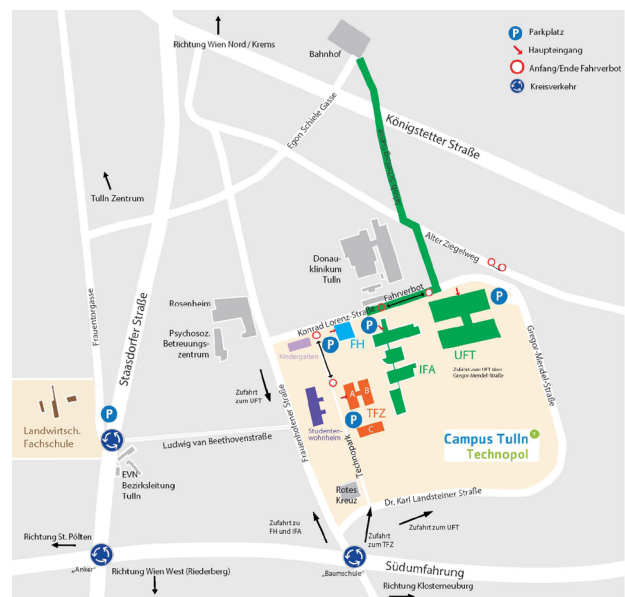 Richtung Wien Nord / Krems
Bahnhof
Parkplatz
Haupteingang
Anfang/Ende Fahrverbot
Kreisverkehr
Königstetter Straße
Egon Schiele Gasse
Tulln Zentrum
Alter Ziegelweg
Donau-
klinikum
Tulln
Frauentorgasse
Staasdorfer Straße
Rosenheim
Psychosoz.
Betreuungs-
zentrum
Fahrverbot
Konrad Lorenz-Straße
Kindergarten
FH
IFA
UFT
Zufahrt zum UFT über
Gregor-Mendel-Straße
Gregor-Mendel-Straße
Zufahrt
zum UFT
Frauenhofener Straße
Landwirtsch.
Fachschule
Ludwig van Beethovenstraße
EVN
Bezirksleitung
Tulln
Studenten-
wohnheim
A
B
C
TFZ
Technopark
Campus Tulln
Technopol
Rotes
Kreuz
Dr. Karl Landsteiner Straße
Zufahrt zu
FH und IFA
Zufahrt
zum TFZ
Zufahrt zum UFT
Richtung St. Pölten
„Anker"
Richtung Wien West (Riederberg)
„Baumschule"
Südumfahrung
Richtung Klosterneuburg